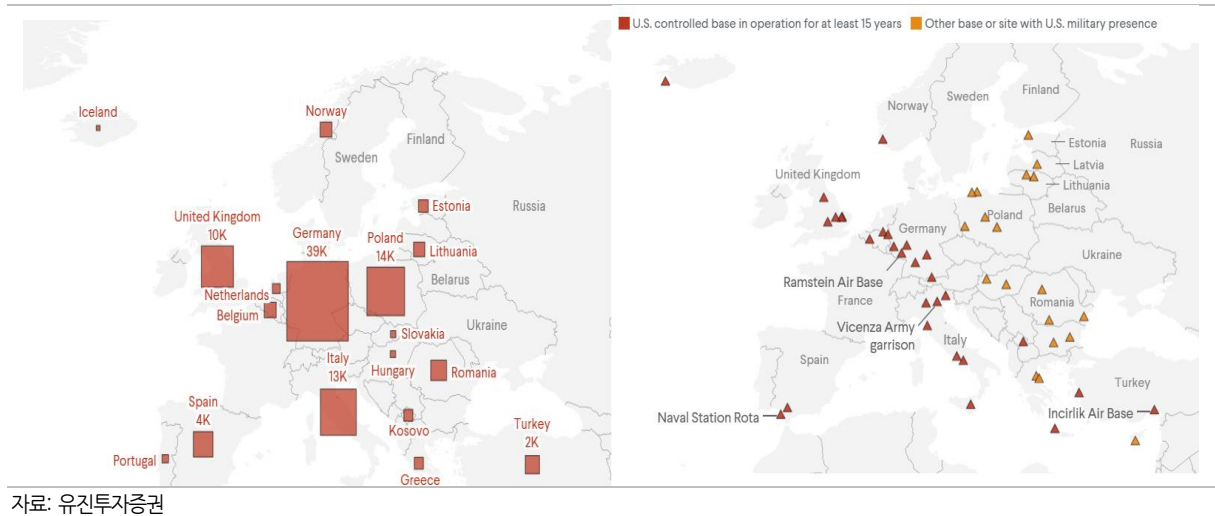 Iceland
Norway
Finland
Sweden
Estonia
Russia
United Kingdom
10K
Germany
39K
Poland
14K
Lithuania
Belarus
Netherlands
Belgium
Slovakia
Ukraine
Italy
13K
Hungary
Romania
Spain
4K
Kosovo
Turkey
2K
Portugal
Greece
U.S. controlled base in operation for at least 15 years
Other base or site with U.S. military presence
Finland
Sweden
Norway
Estonia
Russia
Latvia
United Kingdom
Lithuania
Belarus
Poland
Germany
Ukraine
Ramstein Air Base
France
Romania
Vicenza Army
garrison
Italy
Spain
Turkey
Naval Station Rota
Incirlik Air Base
자료: 유진투자증권